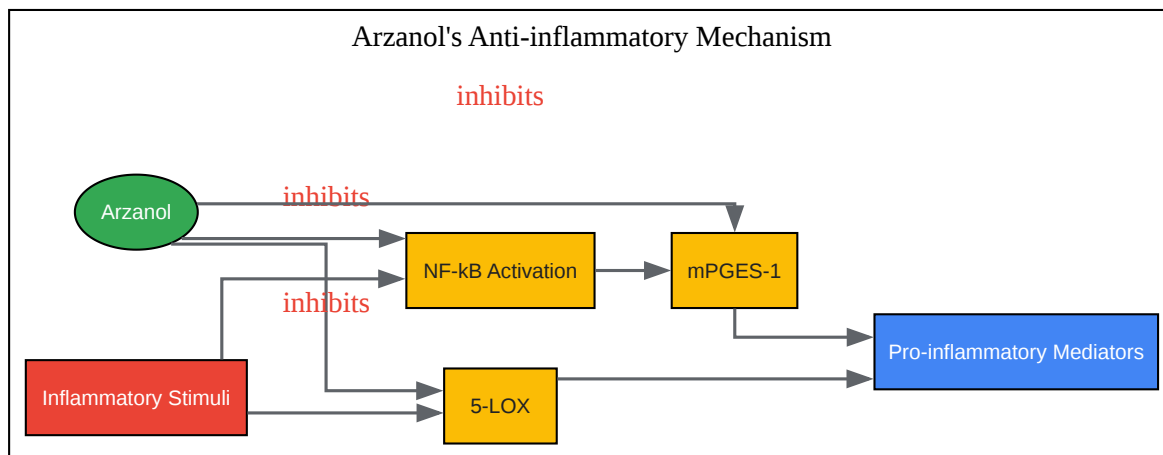 Arzanol's Anti-inflammatory Mechanism
inhibits
inhibits
Arzanol
NF-kB Activation
mPGES-1
inhibits
Pro-inflammatory Mediators
Inflammatory Stimuli
5-LOX